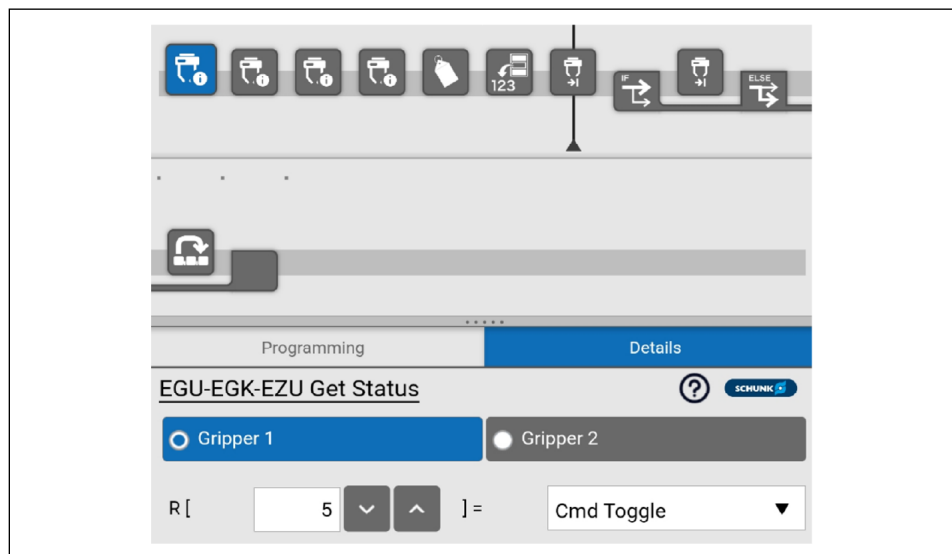 123
IF
ELSE
Programming Details
EGU-EGK-EZU Get Status
? SCHUNK
Gripper 1 Gripper 2
R [ 5 ] = Cmd Toggle